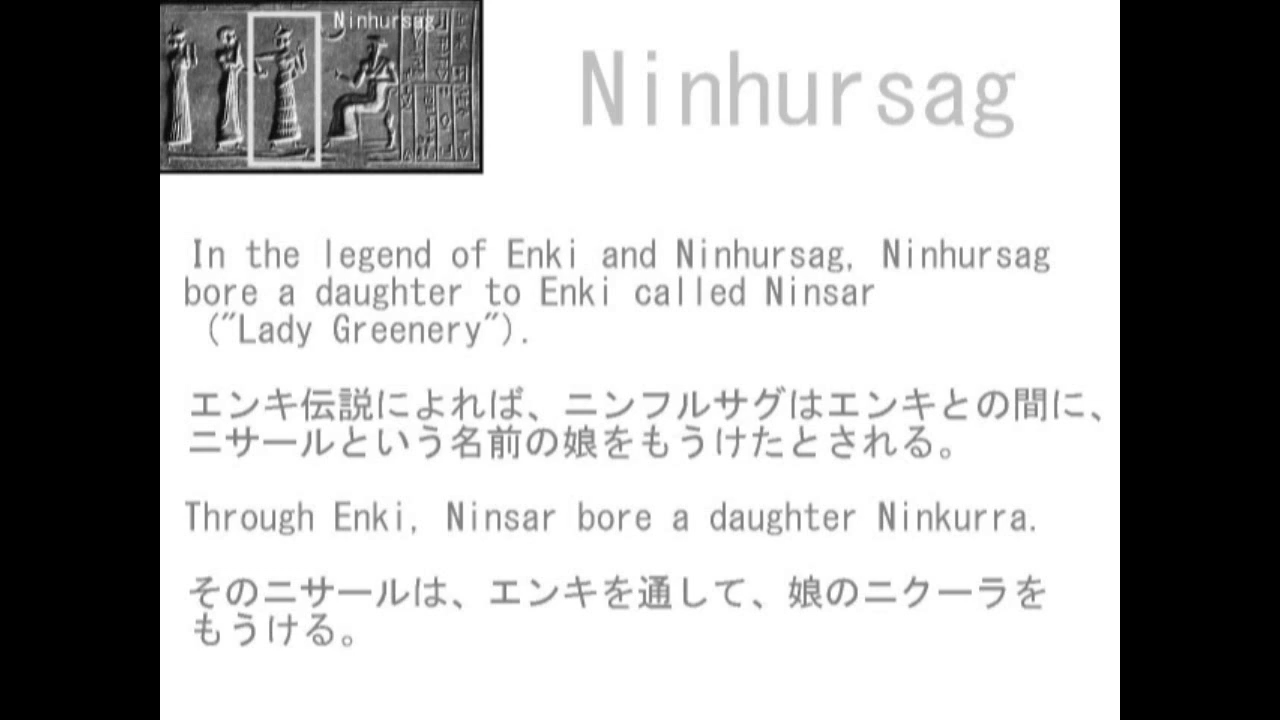 Ninhursag
Ninhursag
In the legend of Enki and Ninhursag, Ninhursag
bore a daughter to Enki called Ninsar
("Lady Greenery").
エンキ伝説によれば、ニンフルサグはエンキとの間に、
ニサールという名前の娘をもうけたとされる。
Through Enki, Ninsar bore a daughter Ninkurra.
そのニサールは、エンキを通して、娘のニクーラを
もうける。